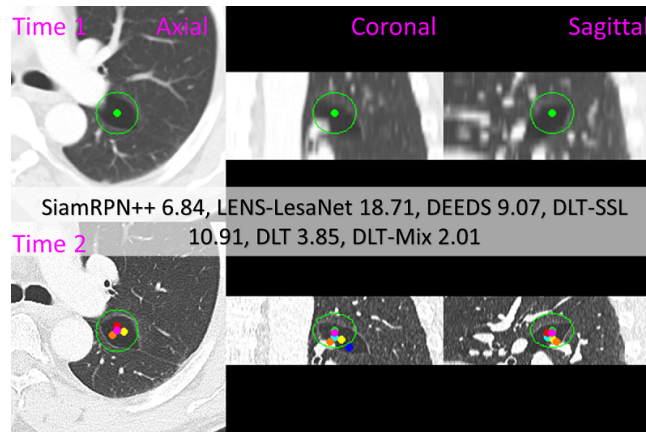 Time 1 Axial Coronal Sagittal
SiamRPN++ 6.84, LENS-LesaNet 18.71, DEEDS 9.07, DLT-SSL
10.91, DLT 3.85, DLT-Mix 2.01
Time 2